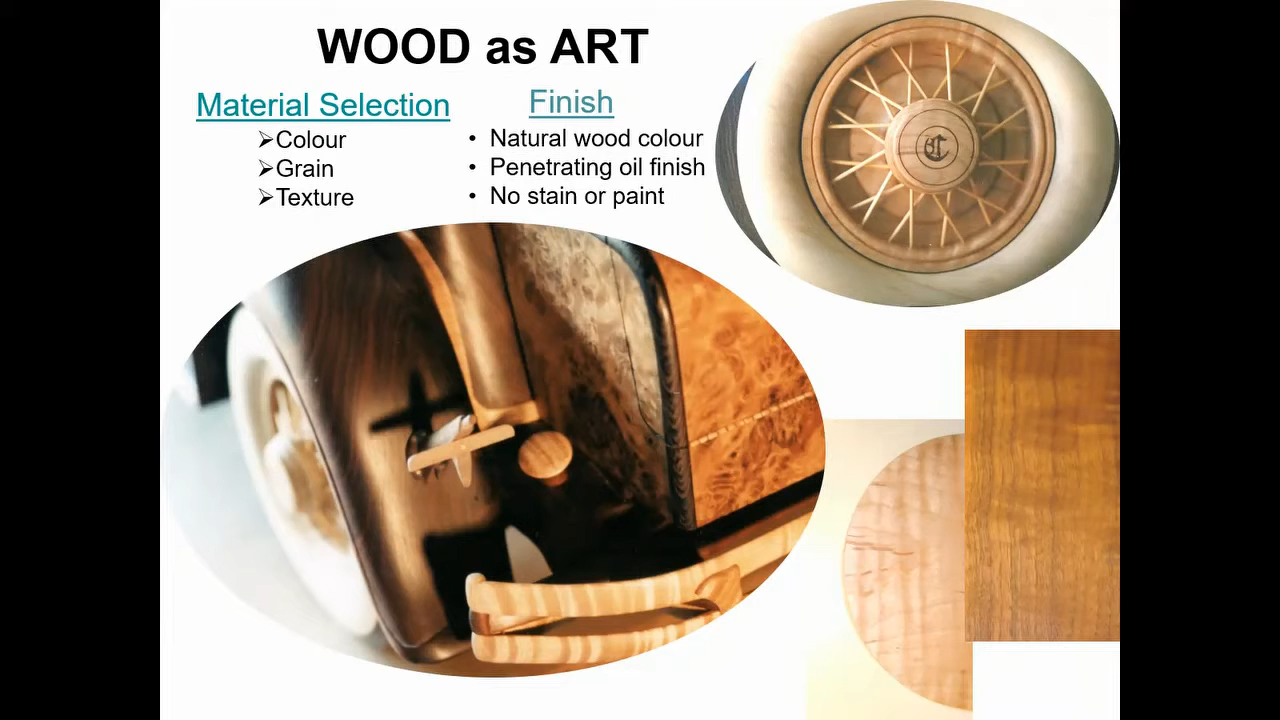 WOOD as ART
Material Selection
➢Colour
➢Grain
➢Texture
Finish
• Natural wood colour
• Penetrating oil finish
• No stain or paint
C